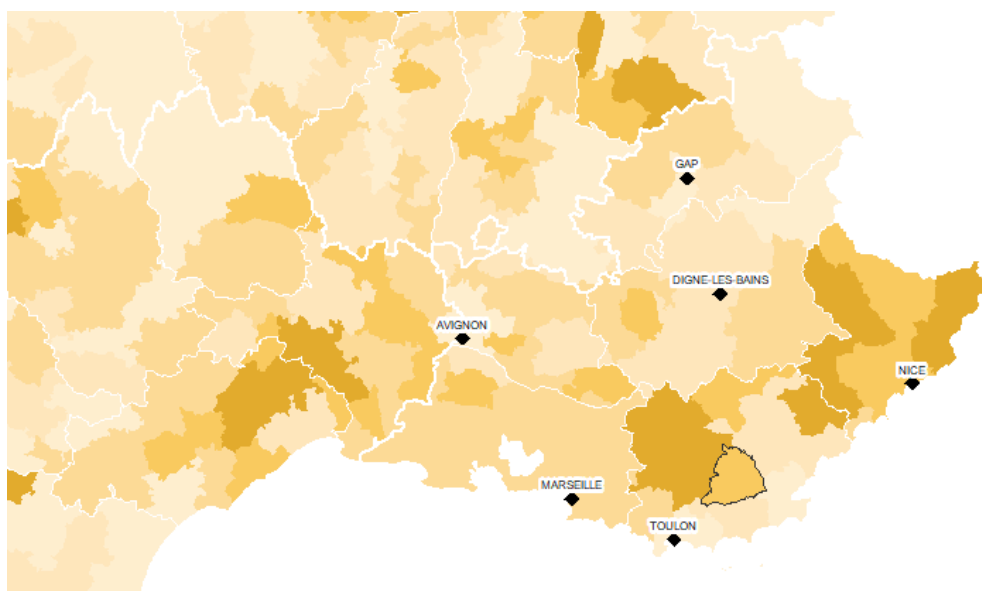 GAP
DIGNE-LES-BAINS
AVIGNON
NICE
MARSEILLE
TOULON